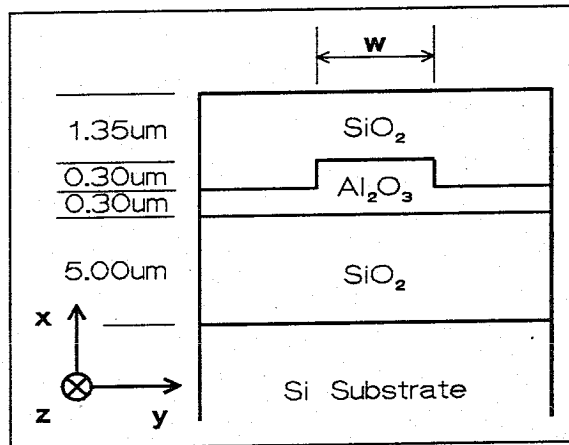 w
1.35um
SiO₂
0.30um
Al₂O₃
0.30um
5.00um
SiO₂
x
z
y
Si Substrate